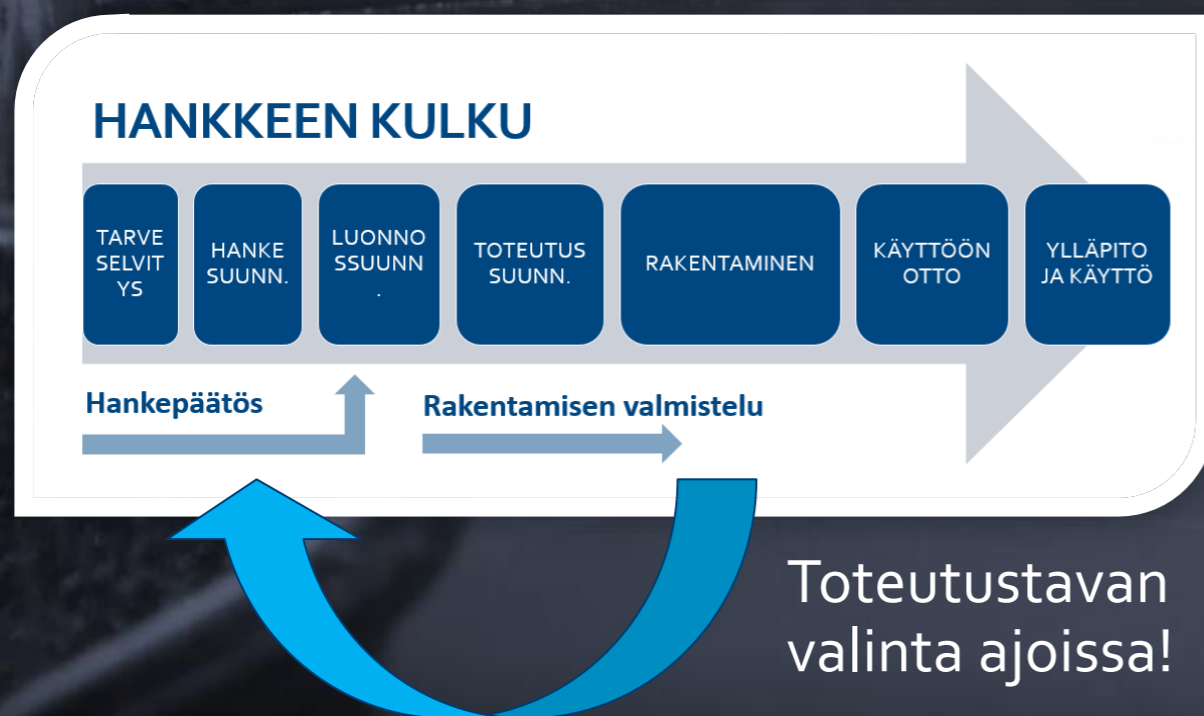 HANKKEEN KULKU
TARVE
SELVIT
YS
HANKE
SUUNN.
LUONNO
SSUUNN
.
TOTEUTUS
SUUNN.
RAKENTAMINEN
KÄYTTÖÖN
OTTO
YLLÄPITO
JA KÄYTTÖ
Hankepäätös
Rakentamisen valmistelu
Toteutustavan
valinta ajoissa!